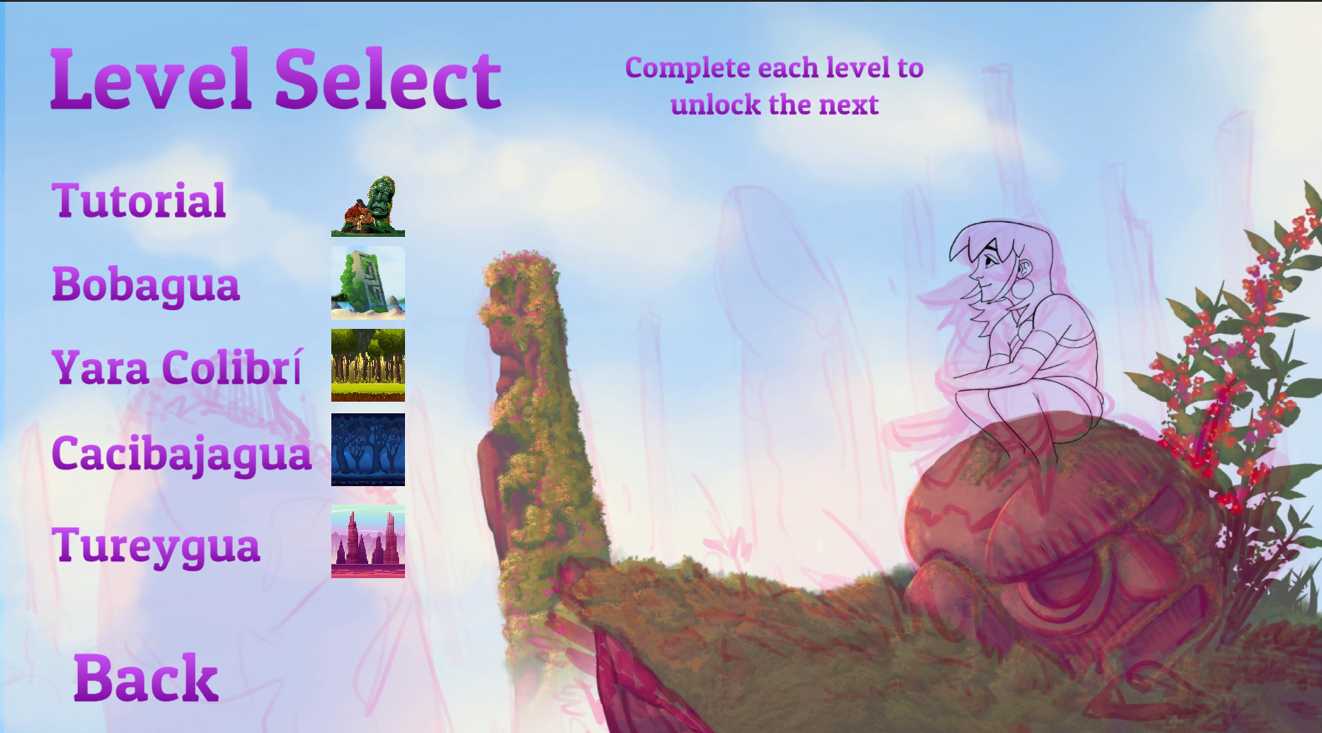 Level Select
Complete each level to
unlock the next
Tutorial
Bobagua
Yara Colibrí
Cacibajagua
Tureygua
Back